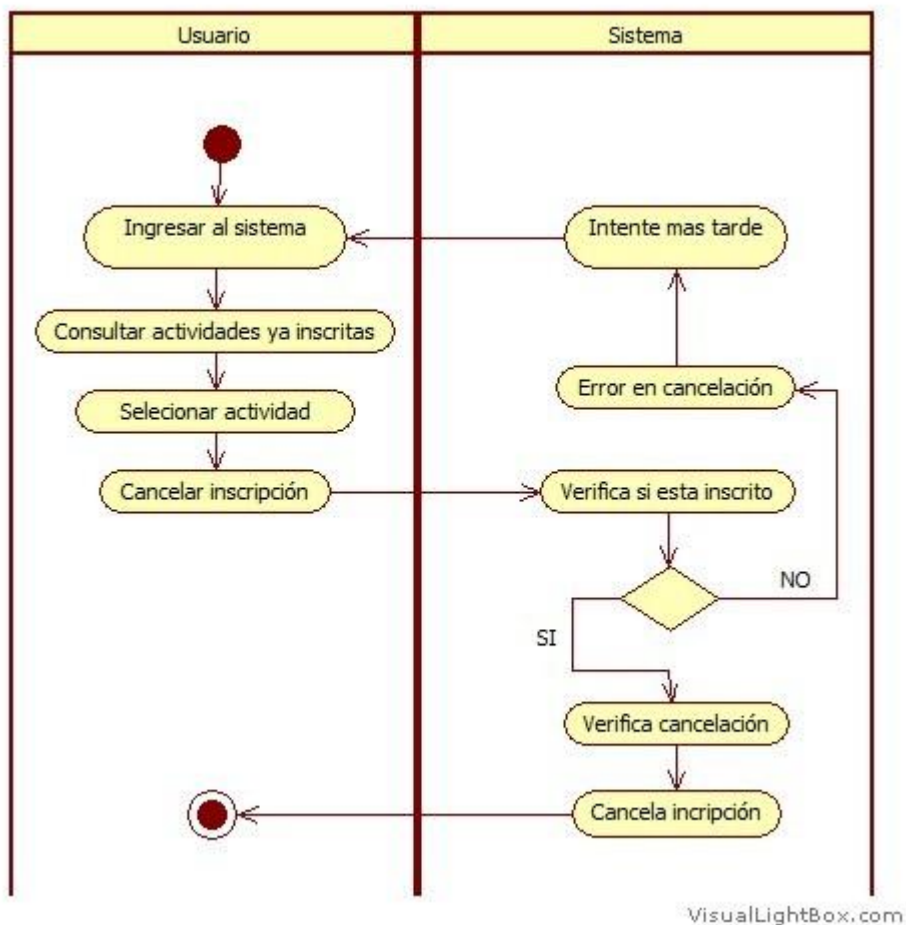 Usuario
Sistema
Ingresar al sistema
Intente mas tarde
Consultar actividades ya inscritas
Error en cancelación
Selecionar actividad
Cancelar inscripción
Verifica si esta inscrito
NO
SI
Verifica cancelación
Cancela incripción
VisualLightBox.com